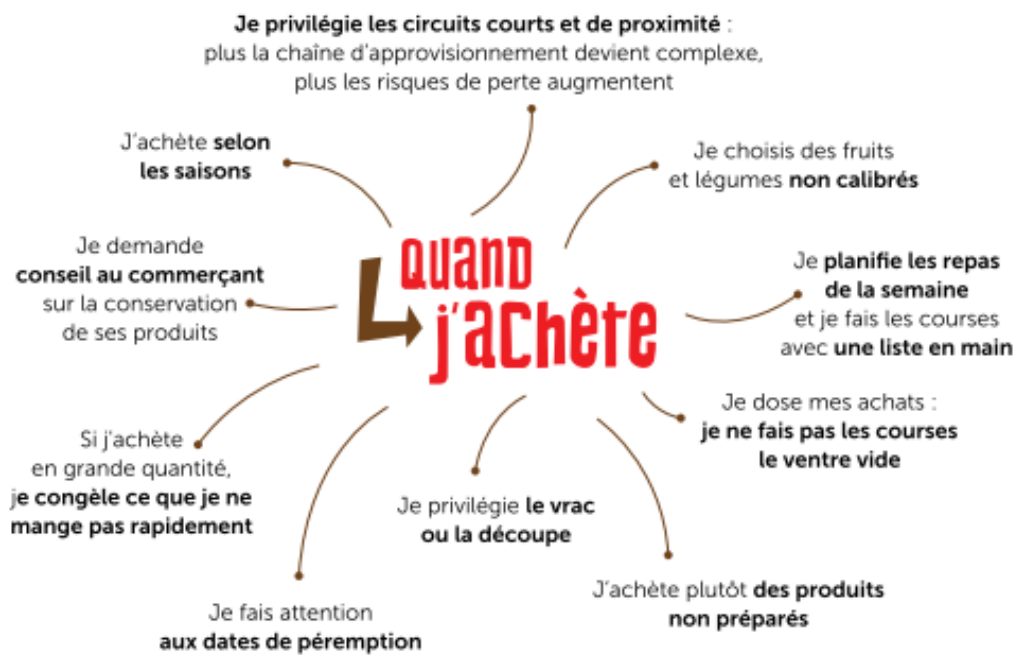 Je privilégie les circuits courts et de proximité :
plus la chaîne d'approvisionnement devient complexe,
plus les risques de perte augmentent
J'achète selon
les saisons
Je choisis des fruits
et légumes non calibrés
Je demande
conseil au commerçant
sur la conservation
de ses produits
QUAND
j'achète
Je planifie les repas
de la semaine
et je fais les courses
avec une liste en main
Je dose mes achats :
je ne fais pas les courses
le ventre vide
Si j'achète
en grande quantité,
je congèle ce que je ne
mange pas rapidement
Je privilégie le vrac
ou la découpe
J'achète plutôt des produits
non préparés
Je fais attention
aux dates de péremption